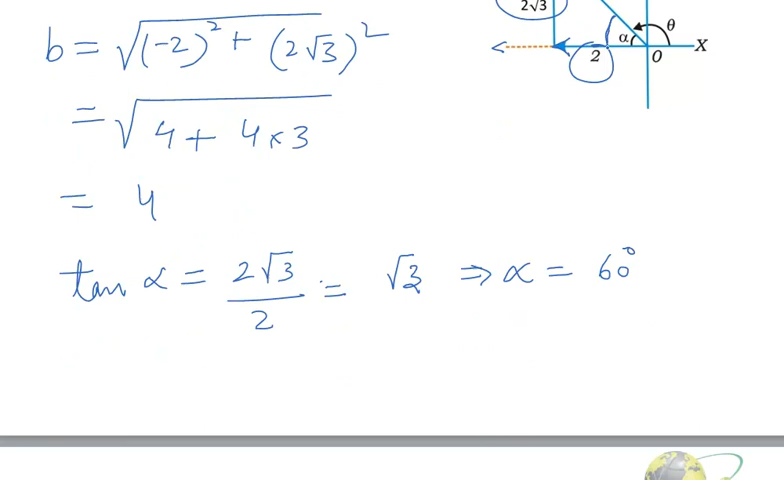 2√3
θ
α
X
2
O
b = √(-2)² + (2√3)²
= √4 + 4 × 3
= 4
tan α = 2√3/2 = √3 ⇒ α = 60°